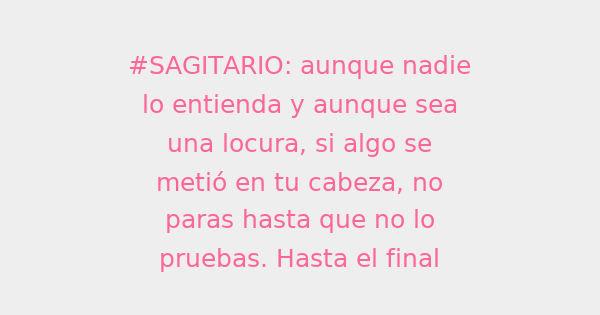 #SAGITARIO: aunque nadie
lo entienda y aunque sea
una locura, si algo se
metió en tu cabeza, no
paras hasta que no lo
pruebas. Hasta el final